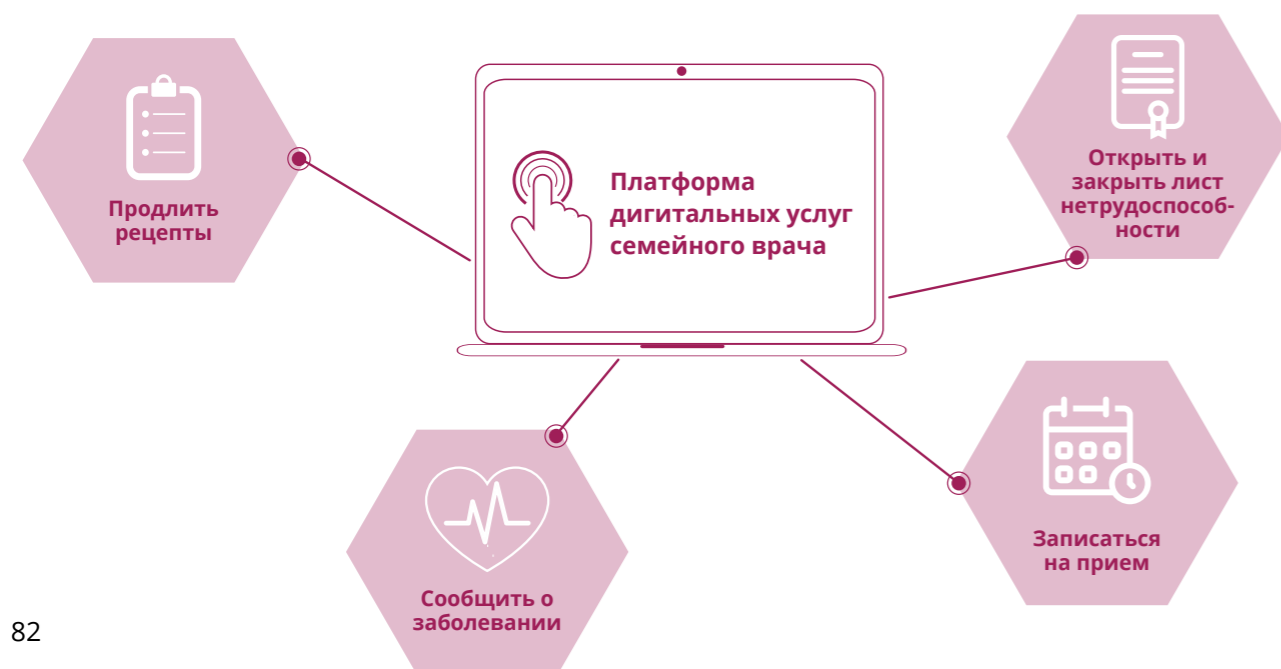 Продлить
рецепты
Платформа
дигитальных услуг
семейного врача
Открыть и
закрыть лист
нетрудоспособ-
ности
Сообщить о
заболевании
Записаться
на прием
82